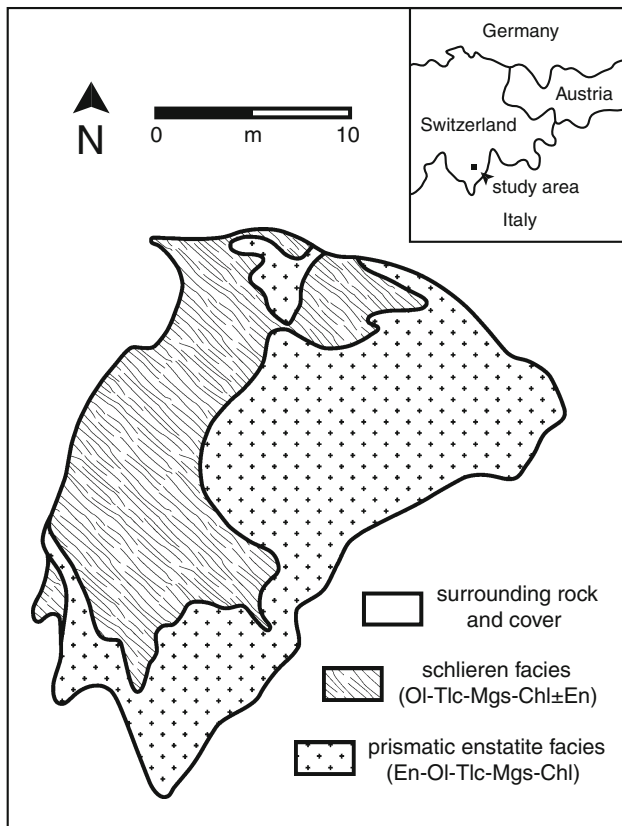 Germany
Austria
Switzerland
study area
Italy
N
0 m 10
surrounding rock
and cover
schlieren facies
(Ol-Tlc-Mgs-Chl±En)
prismatic enstatite facies
(En-Ol-Tlc-Mgs-Chl)